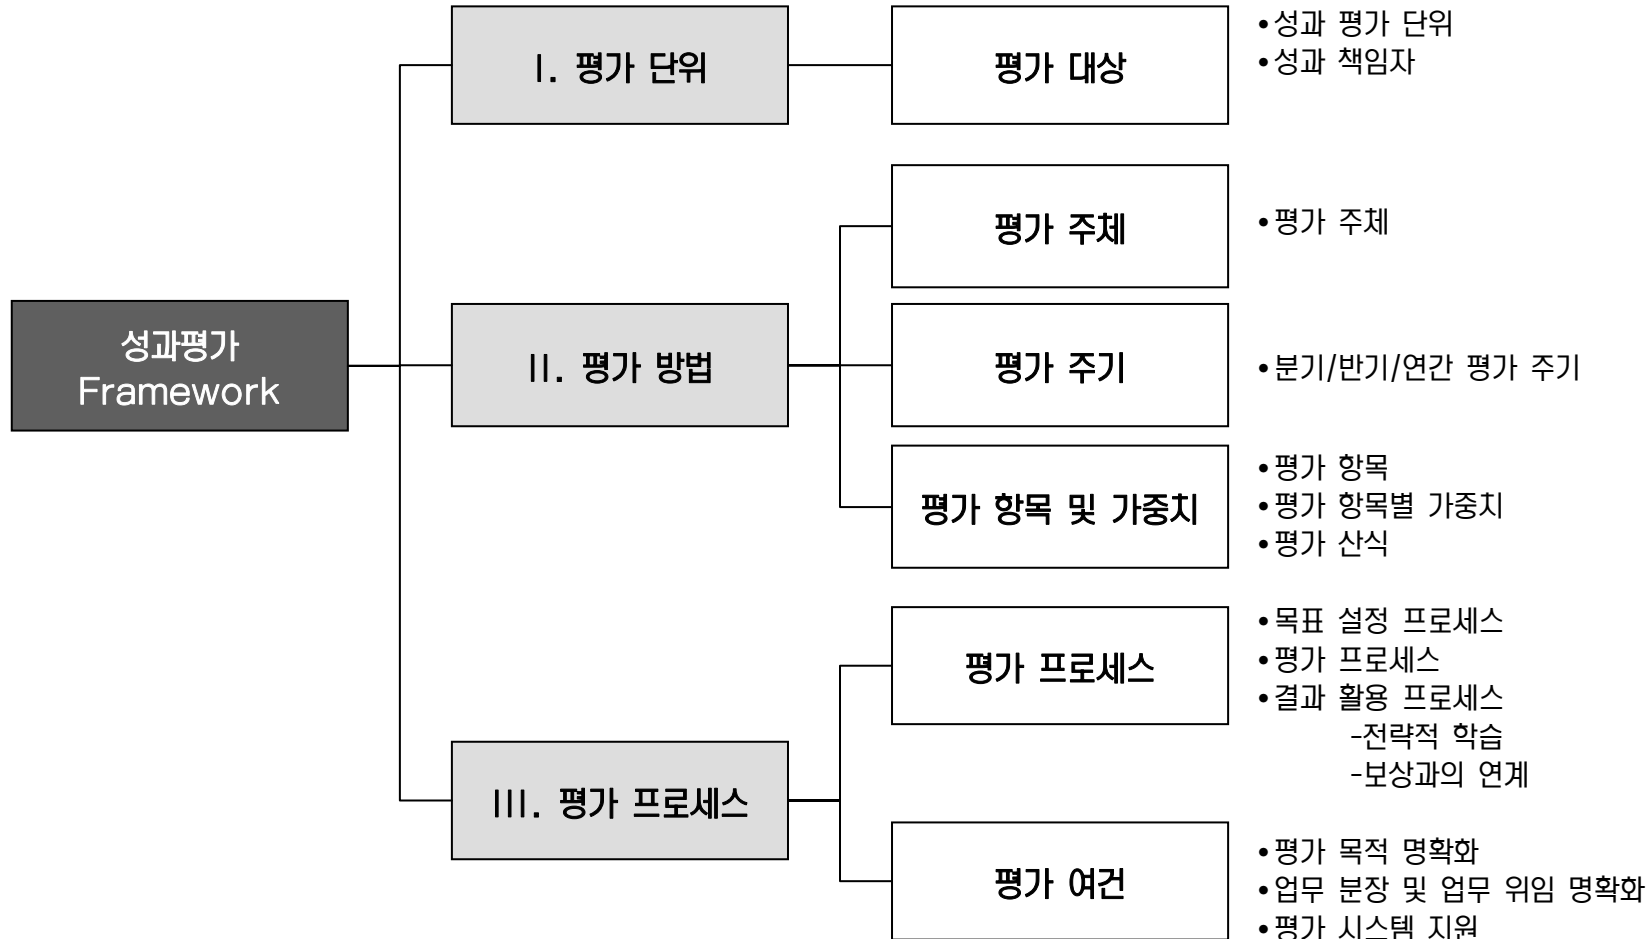 성과평가
Framework
I. 평가 단위
평가 대상
•성과 평가 단위
•성과 책임자
II. 평가 방법
평가 주체
•평가 주체
평가 주기
•분기/반기/연간 평가 주기
평가 항목 및 가중치
•평가 항목
•평가 항목별 가중치
•평가 산식
III. 평가 프로세스
평가 프로세스
•목표 설정 프로세스
•평가 프로세스
•결과 활용 프로세스
-전략적 학습
-보상과의 연계
평가 여건
•평가 목적 명확화
•업무 분장 및 업무 위임 명확화
•평가 시스템 지원